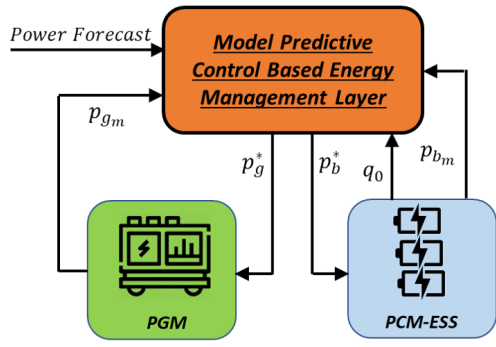 Power Forecast
Model Predictive
Control Based Energy
Management Layer
p_{g_m}
p_g^*
p_b^*
q_0
p_{b_m}
PGM
PCM-ESS